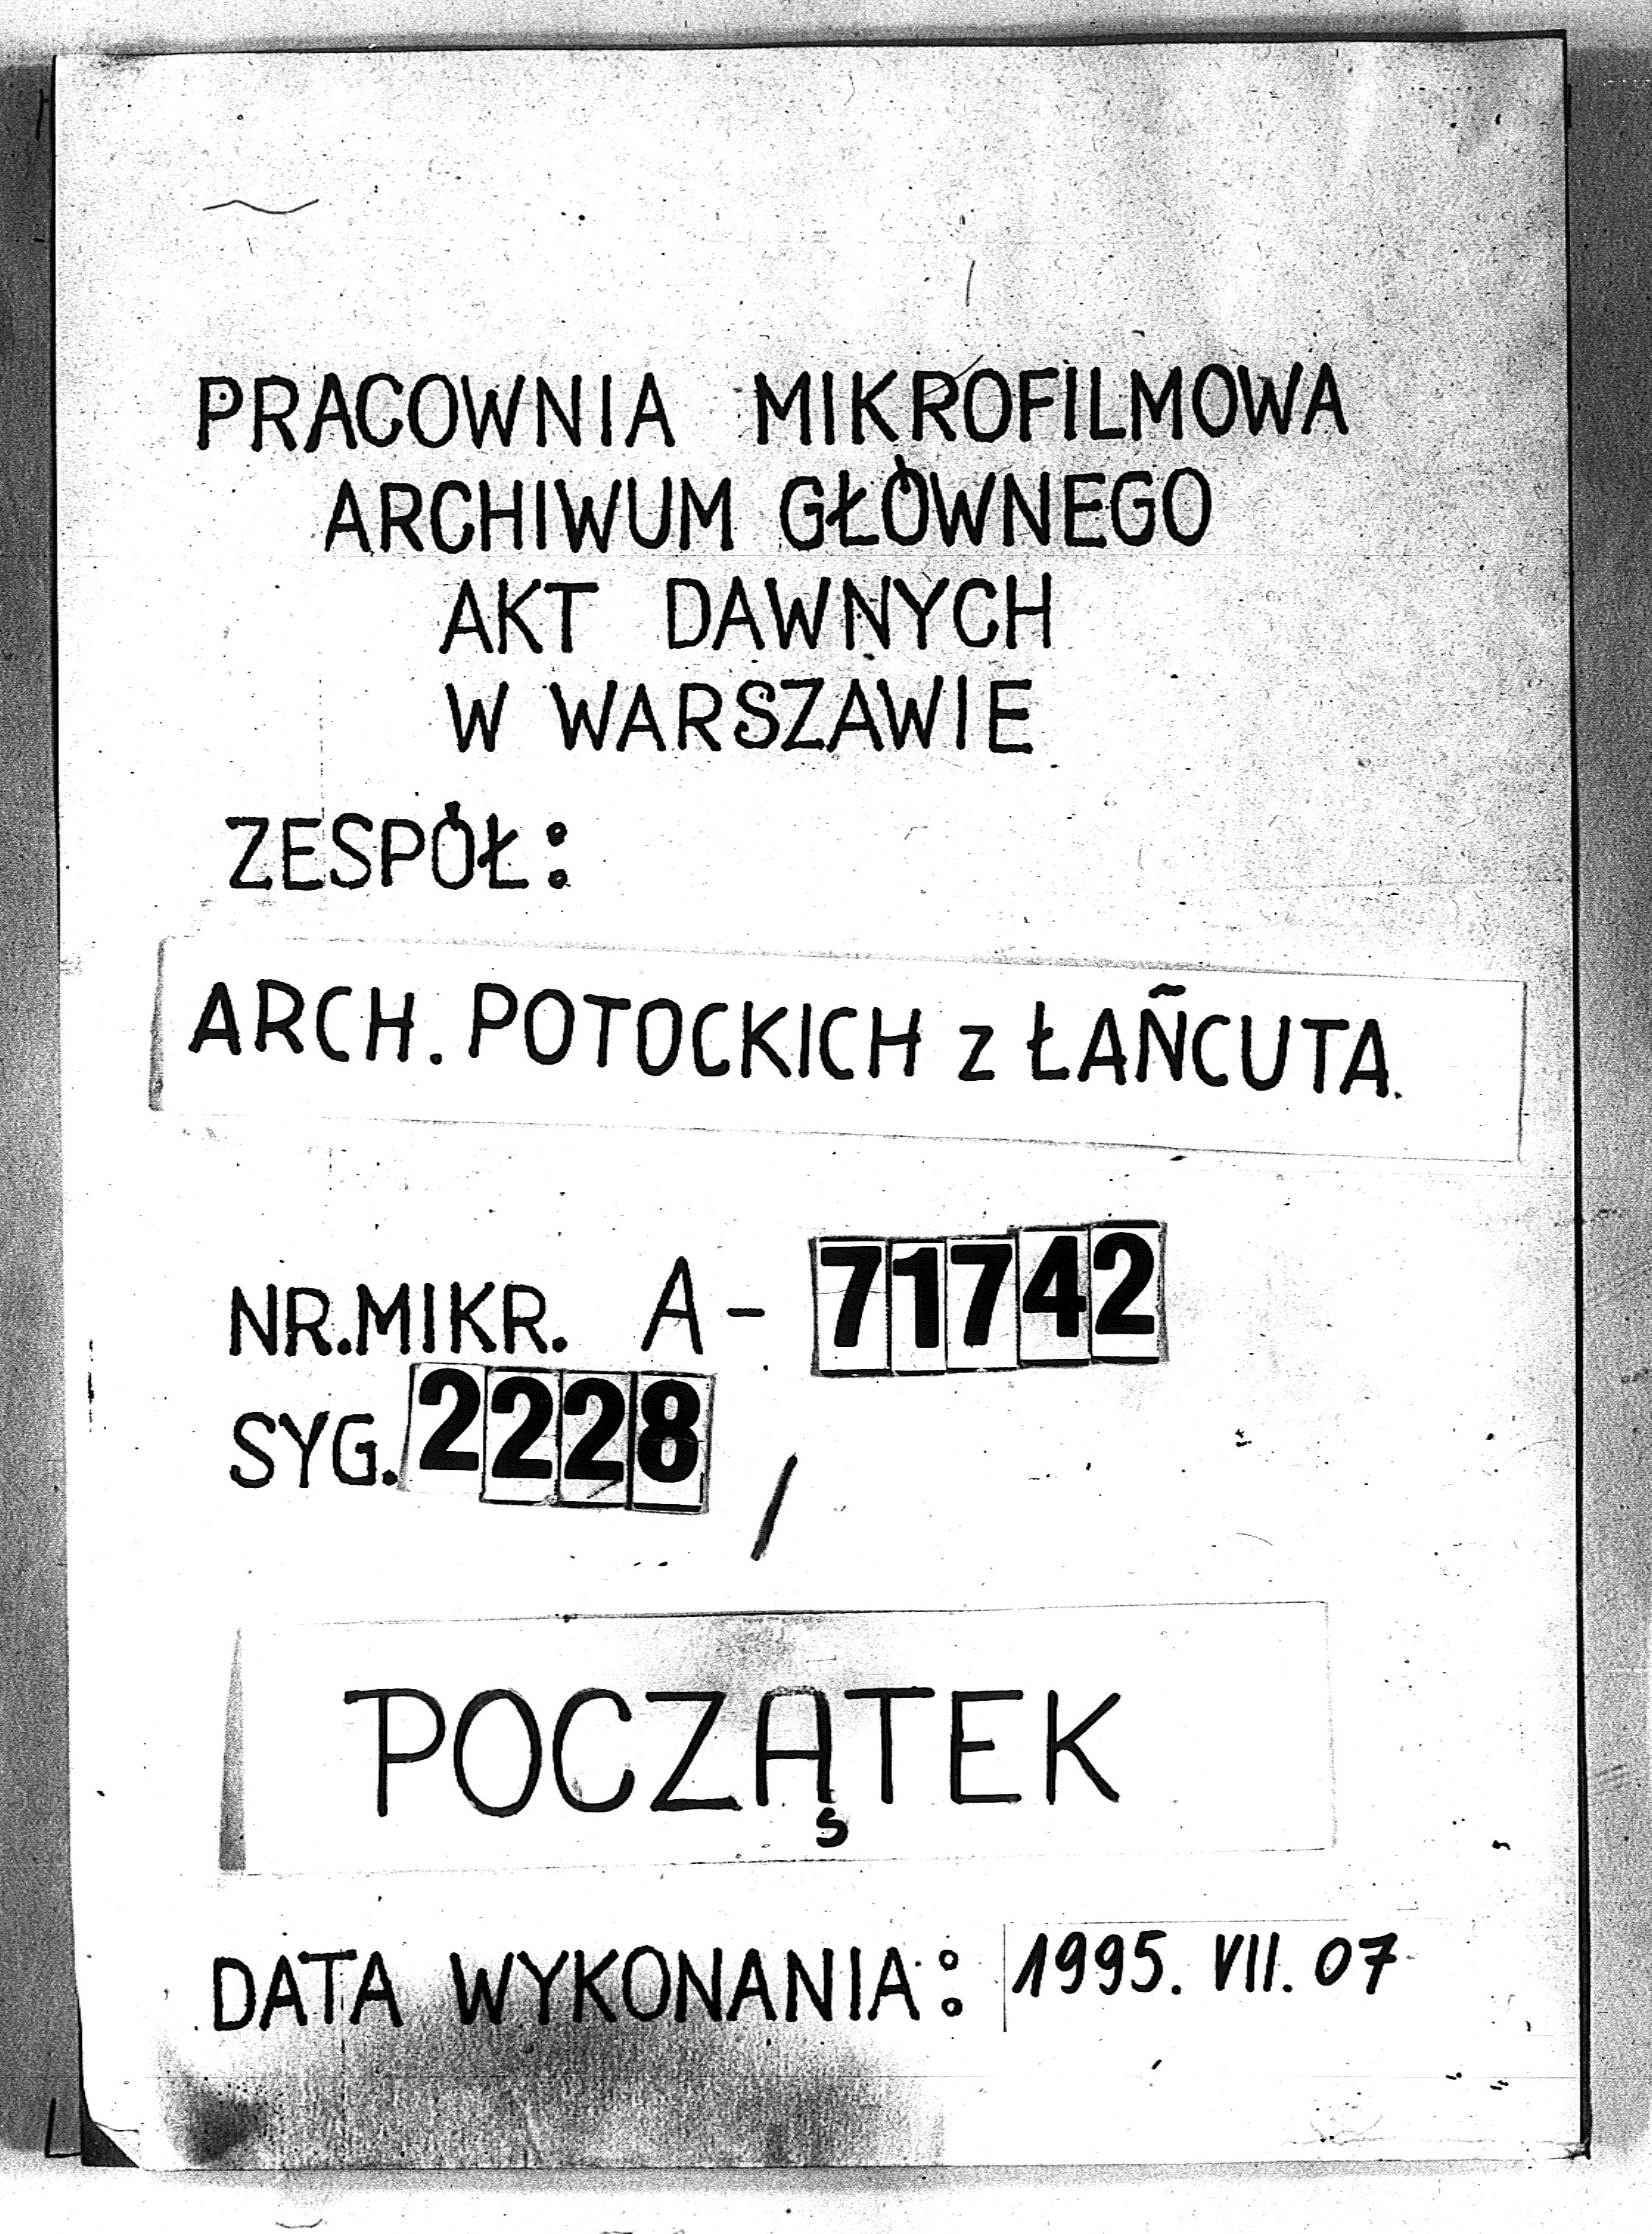 PRACOWNIA MIKROFILMOWA
ARCHIWUM GŁÓWNEGO
AKT DAWNYCH
W WARSZAWIE
ZESPÓŁ:
ARCH. POTOCKICH z ŁAÑCUTA
NR.MIKR. A- 71742
SYG. 2228 /
POCZĄTEK
DATA WYKONANIA: 1995. VII. 07